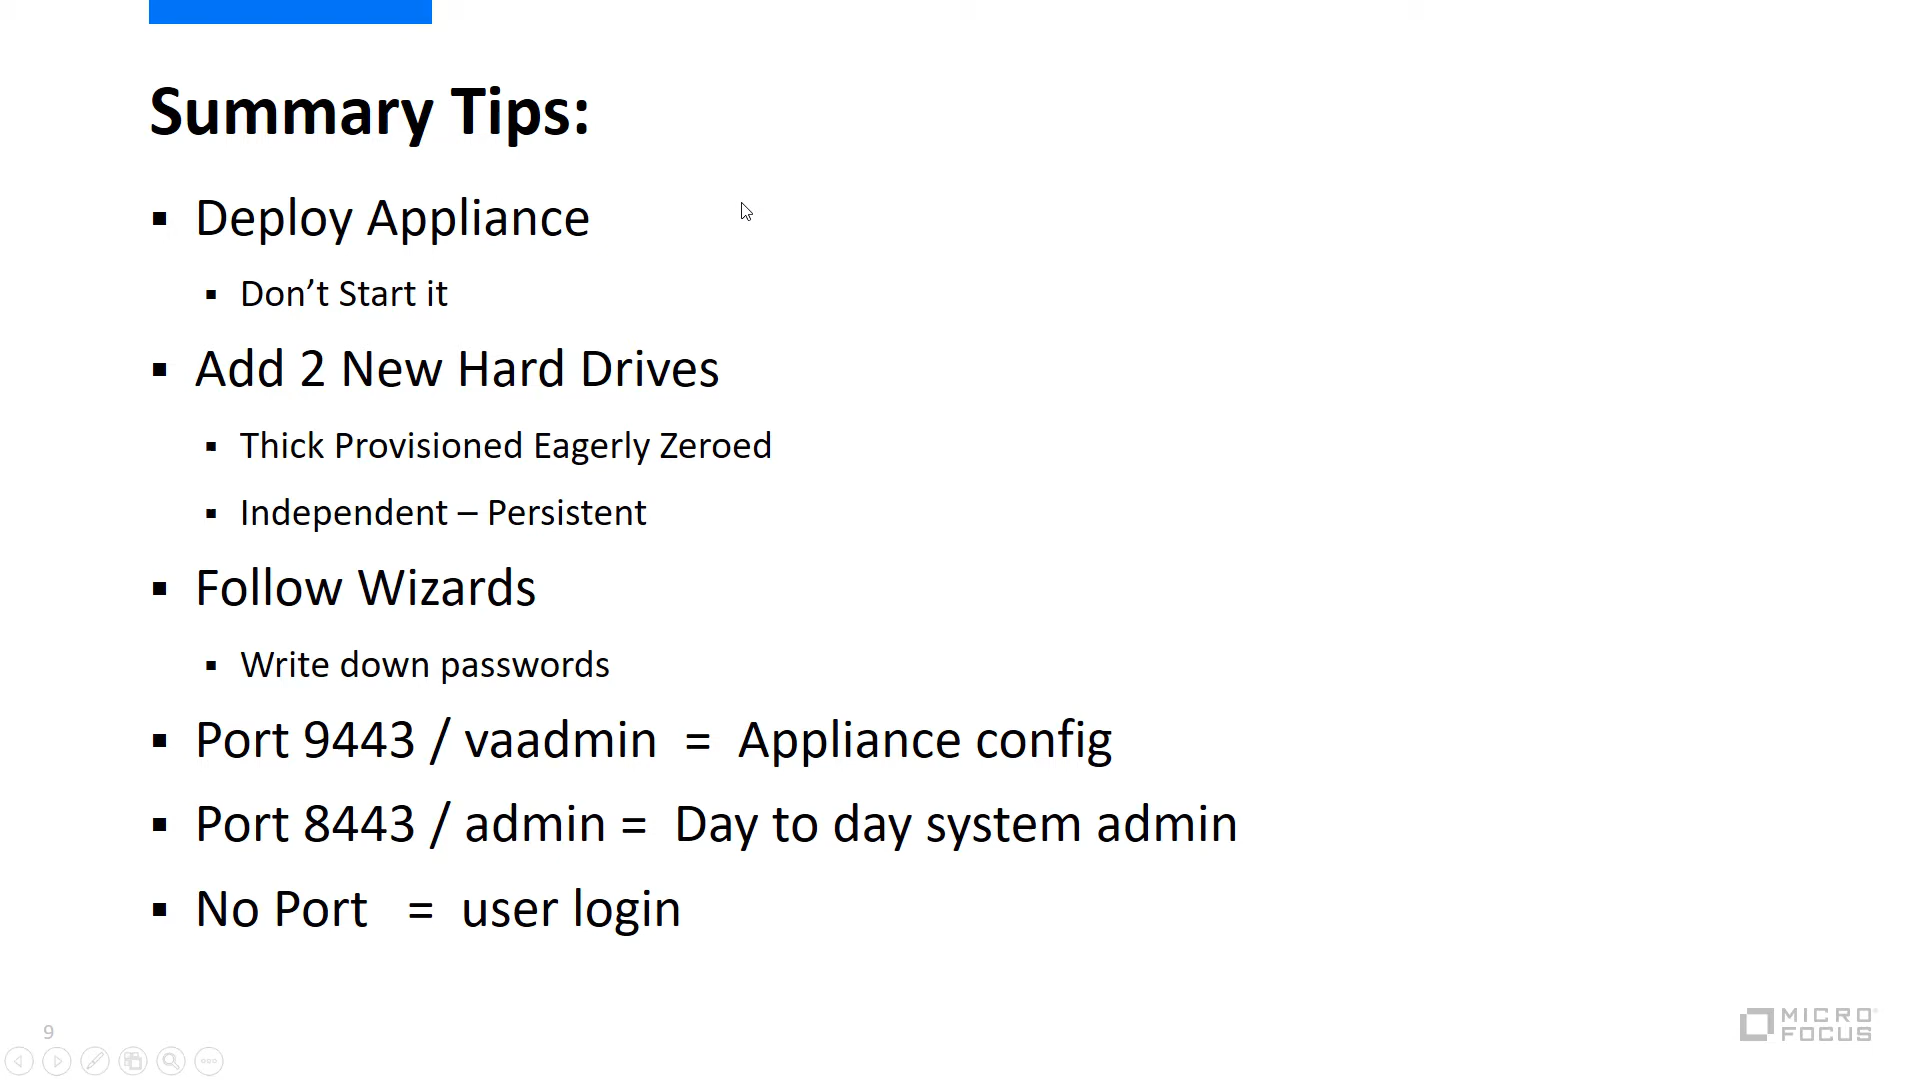 Summary Tips:
▪ Deploy Appliance
▪ Don’t Start it
▪ Add 2 New Hard Drives
▪ Thick Provisioned Eagerly Zeroed
▪ Independent – Persistent
▪ Follow Wizards
▪ Write down passwords
▪ Port 9443 / vaadmin = Appliance config
▪ Port 8443 / admin = Day to day system admin
▪ No Port = user login
9
MICRO
FOCUS